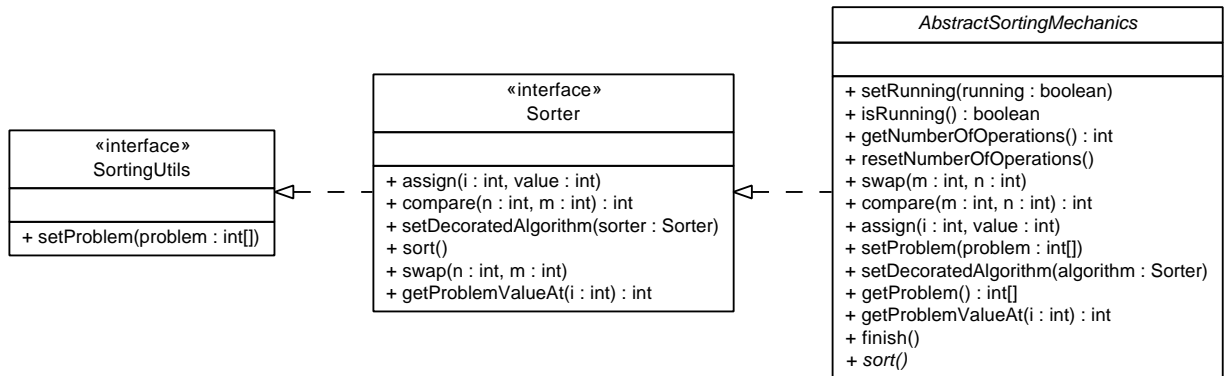 «interface»
SortingUtils
+ setProblem(problem : int[])
«interface»
Sorter
+ assign(i : int, value : int)
+ compare(n : int, m : int) : int
+ setDecoratedAlgorithm(sorter : Sorter)
+ sort()
+ swap(n : int, m : int)
+ getProblemValueAt(i : int) : int
AbstractSortingMechanics
+ setRunning(running : boolean)
+ isRunning() : boolean
+ getNumberOfOperations() : int
+ resetNumberOfOperations()
+ swap(m : int, n : int)
+ compare(m : int, n : int) : int
+ assign(i : int, value : int)
+ setProblem(problem : int[])
+ setDecoratedAlgorithm(algorithm : Sorter)
+ getProblem() : int[]
+ getProblemValueAt(i : int) : int
+ finish()
+ sort()